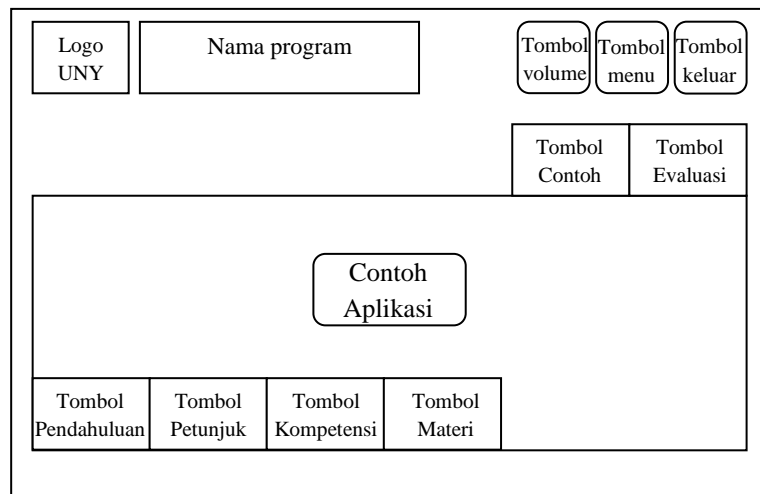 Logo
UNY
Nama program
Tombol
volume
Tombol
menu
Tombol
keluar
Tombol
Contoh
Tombol
Evaluasi
Contoh
Aplikasi
Tombol
Pendahuluan
Tombol
Petunjuk
Tombol
Kompetensi
Tombol
Materi